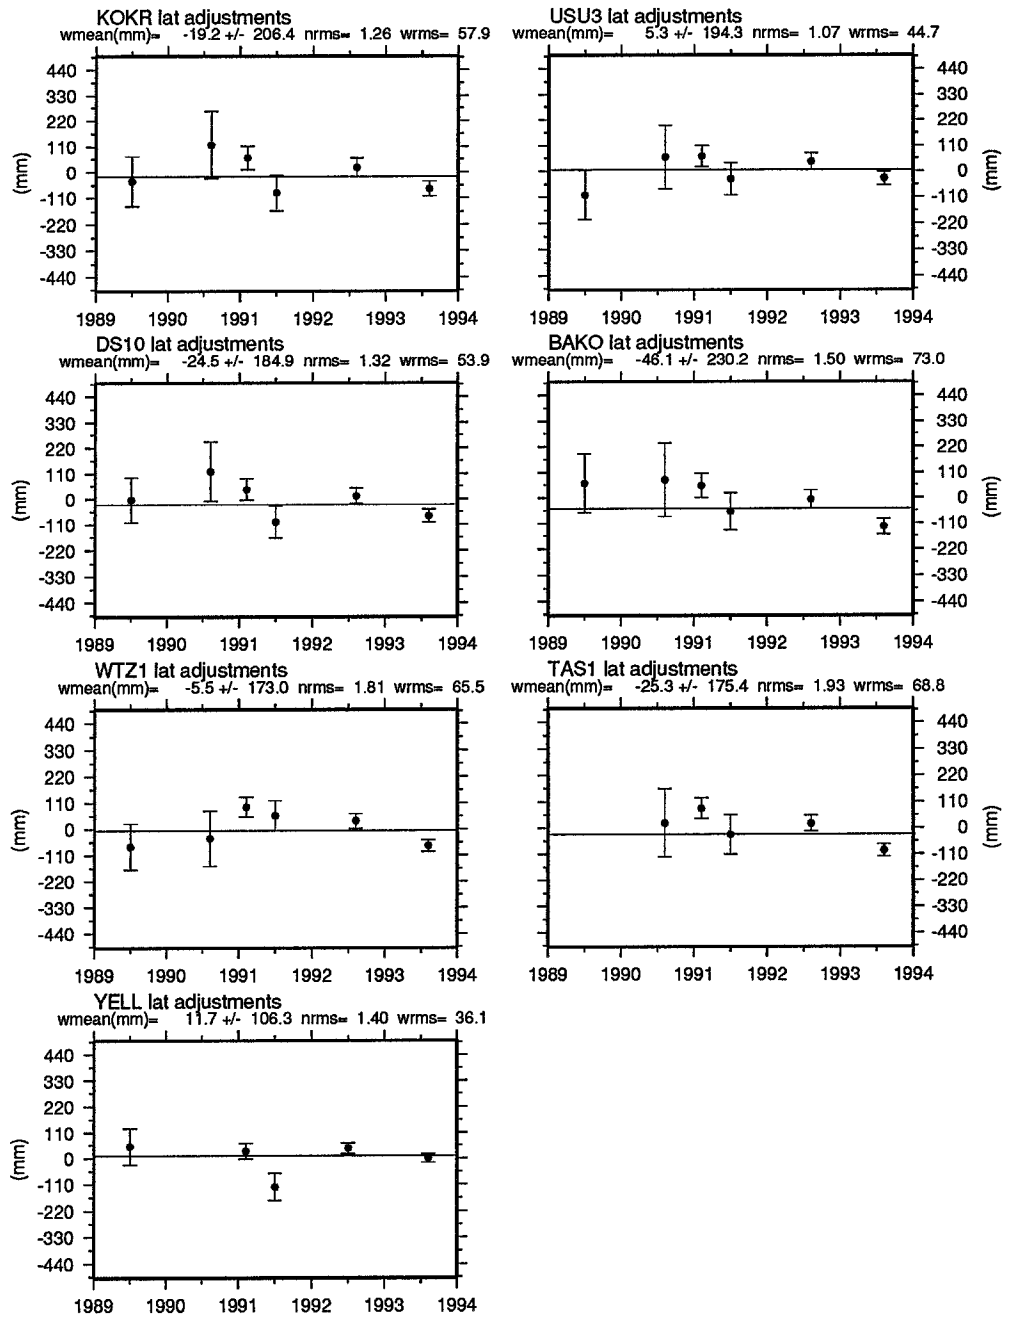 KOKR lat adjustments
wmean(mm)= -19.2 +/- 206.4 nrms= 1.26 wrms= 57.9
440
330
220
110
0
-110
-220
-330
-440
(mm)
1989 1990 1991 1992 1993 1994
USU3 lat adjustments
wmean(mm)= 5.3 +/- 194.3 nrms= 1.07 wrms= 44.7
440
330
220
110
0
-110
-220
-330
-440
(mm)
1989 1990 1991 1992 1993 1994
DS10 lat adjustments
wmean(mm)= -24.5 +/- 184.9 nrms= 1.32 wrms= 53.9
440
330
220
110
0
-110
-220
-330
-440
(mm)
1989 1990 1991 1992 1993 1994
BAKO lat adjustments
wmean(mm)= -46.1 +/- 230.2 nrms= 1.50 wrms= 73.0
440
330
220
110
0
-110
-220
-330
-440
(mm)
1989 1990 1991 1992 1993 1994
WTZ1 lat adjustments
wmean(mm)= -5.5 +/- 173.0 nrms= 1.81 wrms= 65.5
440
330
220
110
0
-110
-220
-330
-440
(mm)
1989 1990 1991 1992 1993 1994
TAS1 lat adjustments
wmean(mm)= -25.3 +/- 175.4 nrms= 1.93 wrms= 68.8
440
330
220
110
0
-110
-220
-330
-440
(mm)
1989 1990 1991 1992 1993 1994
YELL lat adjustments
wmean(mm)= 11.7 +/- 106.3 nrms= 1.40 wrms= 36.1
440
330
220
110
0
-110
-220
-330
-440
(mm)
1989 1990 1991 1992 1993 1994